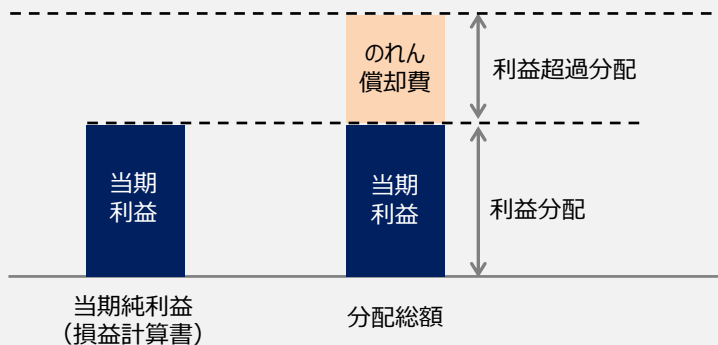 のれん
償却費
利益超過分配
当期
利益
当期
利益
利益分配
当期純利益
（損益計算書）
分配総額